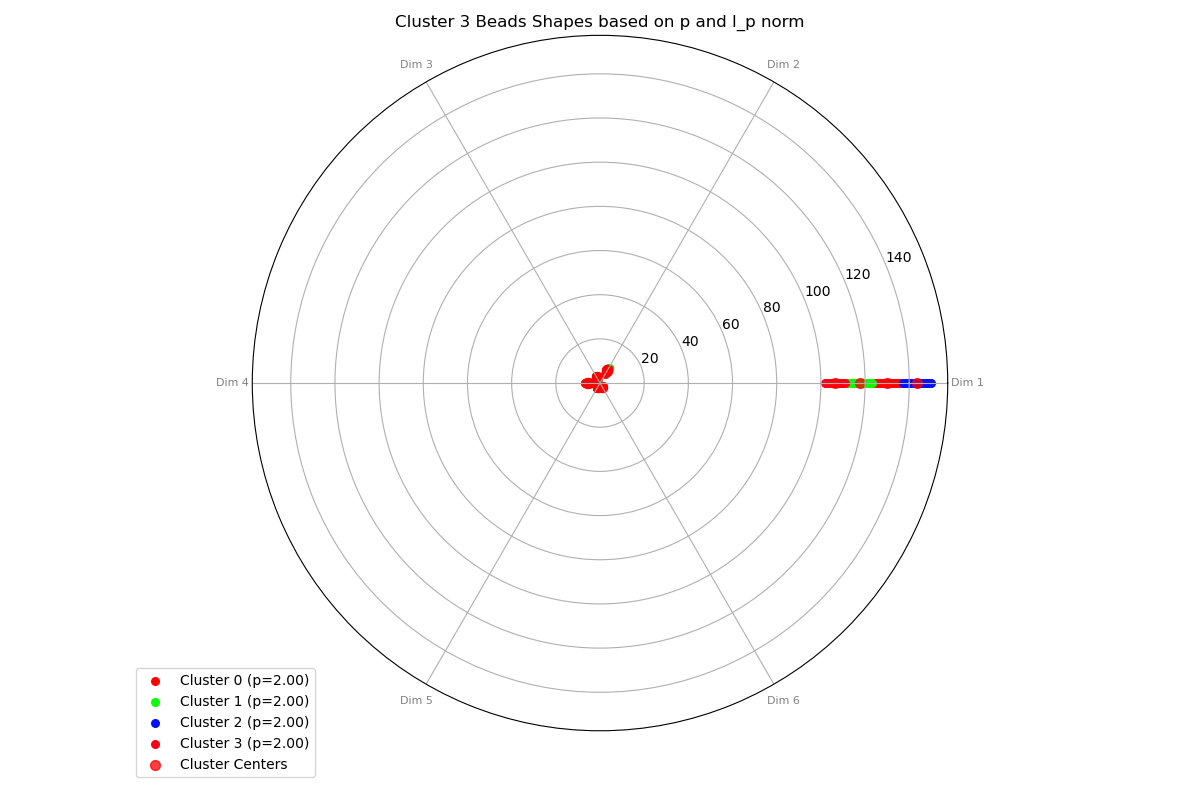 Cluster 3 Beads Shapes based on p and l_p norm
Dim 3
Dim 2
140
120
100
80
60
40
20
Dim 4
Dim 1
Dim 5
Dim 6
Cluster 0 (p=2.00)
Cluster 1 (p=2.00)
Cluster 2 (p=2.00)
Cluster 3 (p=2.00)
Cluster Centers